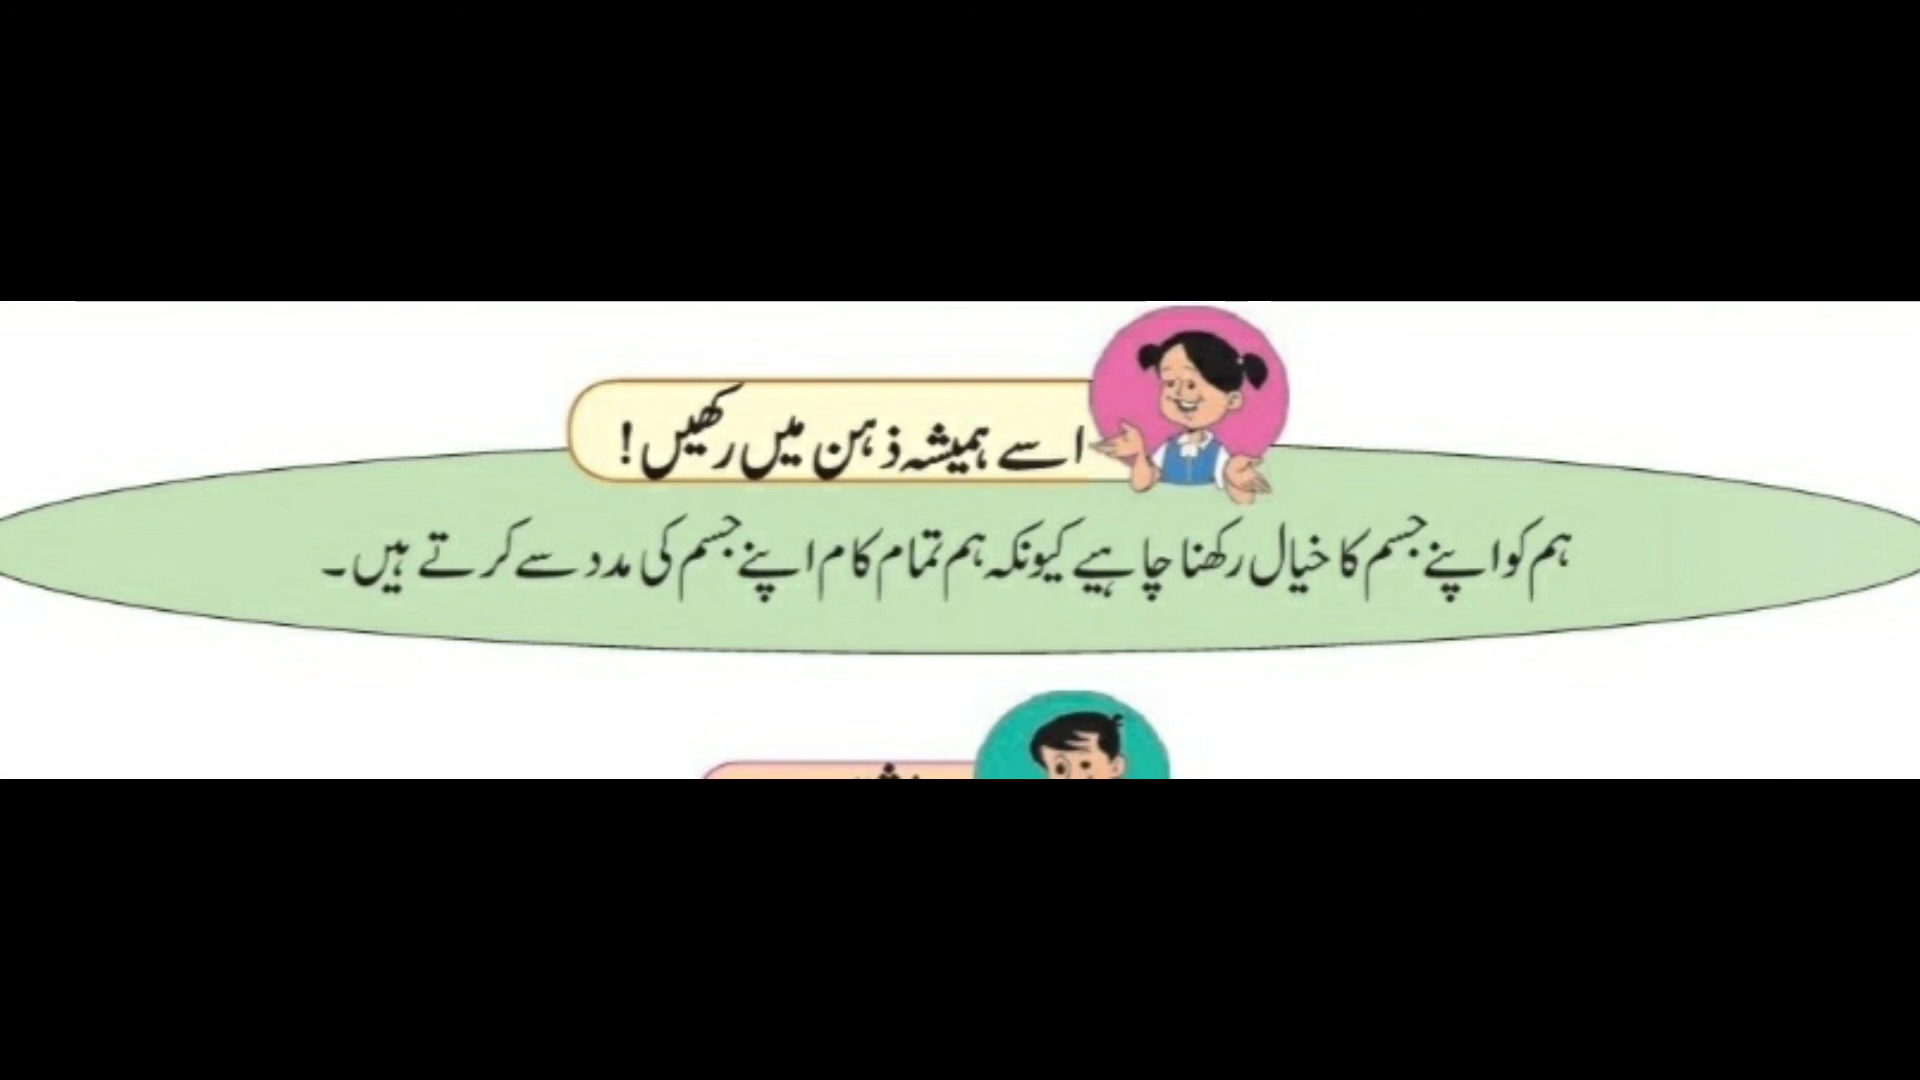 اسے ہمیشہ ذہن میں رکھیں!
ہم کو اپنے جسم کا خیال رکھنا چاہیے کیونکہ ہم تمام کام اپنے جسم کی مدد سے کرتے ہیں۔